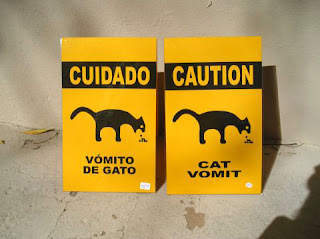 CUIDADO
VÓMITO
DE GATO
CAUTION
CAT
VOMIT